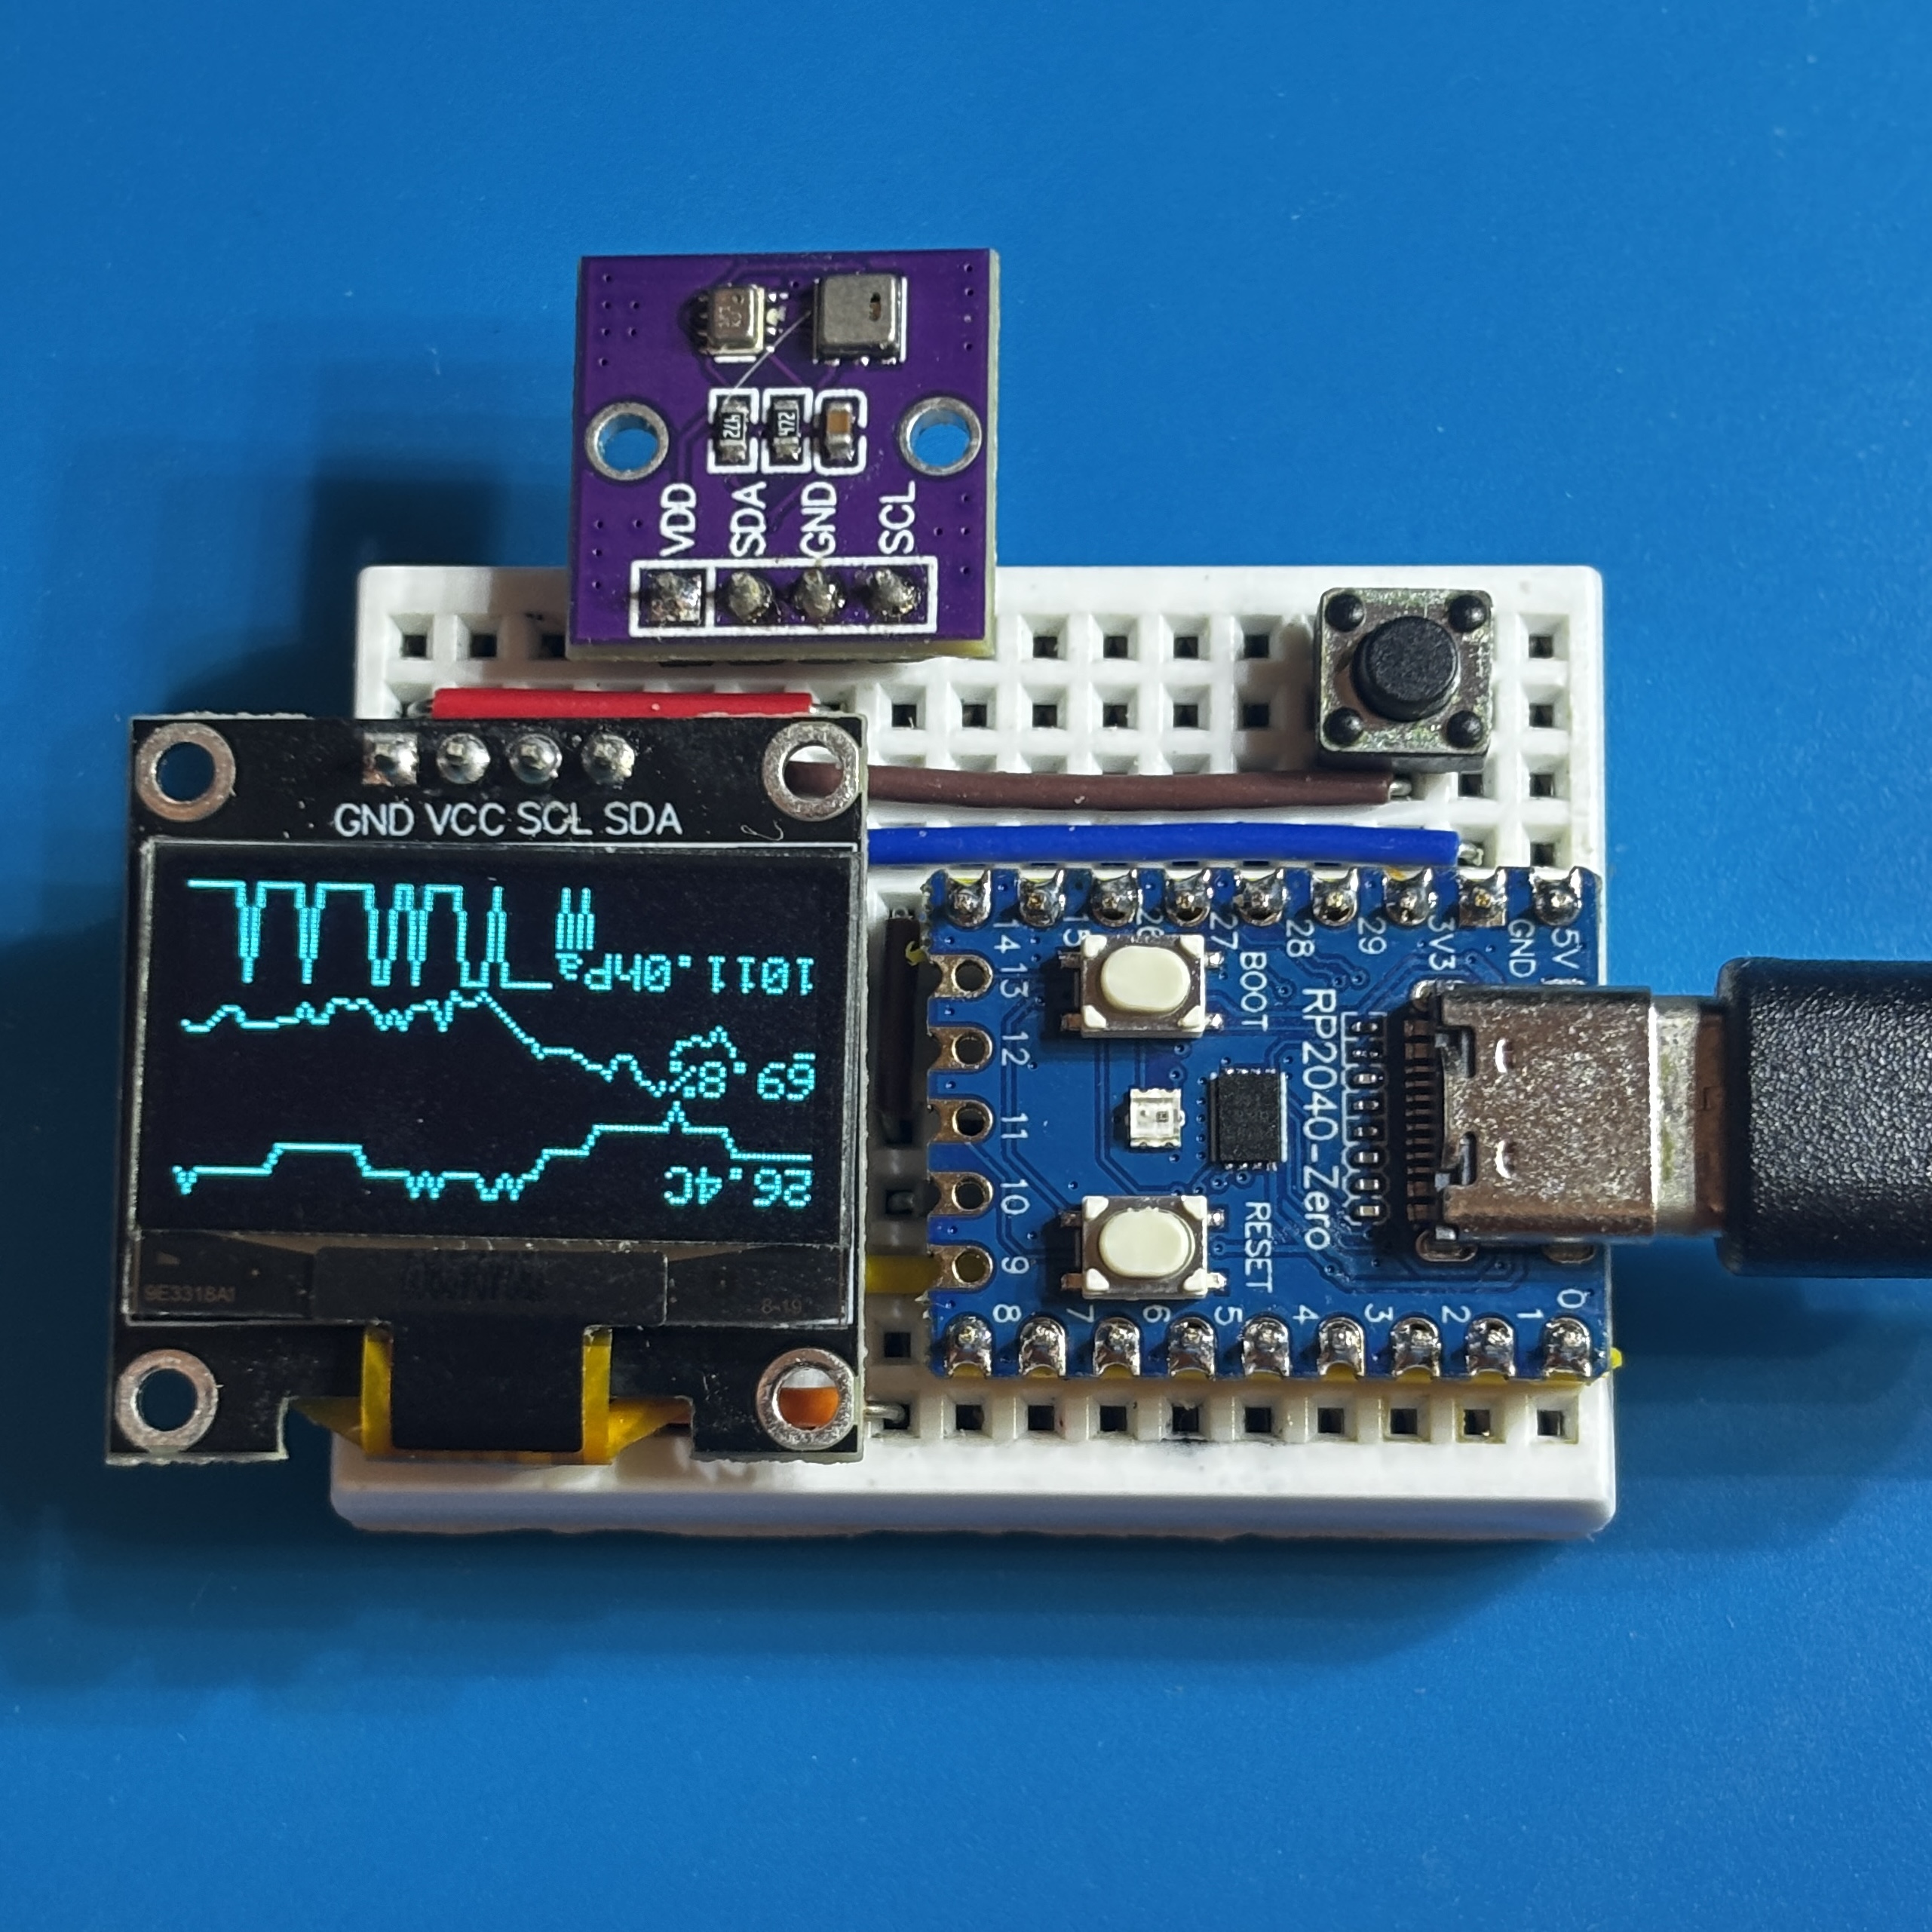 472
472
VDD
SDA
GND
SCL
GND VCC SCL SDA
1011.0hPa
69.8%
26.4C
9E3318A1
8-19
14
15
26
27
28
29
3V3
GND
5V
13
12
11
10
9
BOOT
RESET
RP2040-Zero
8
7
6
5
4
3
2
1
0